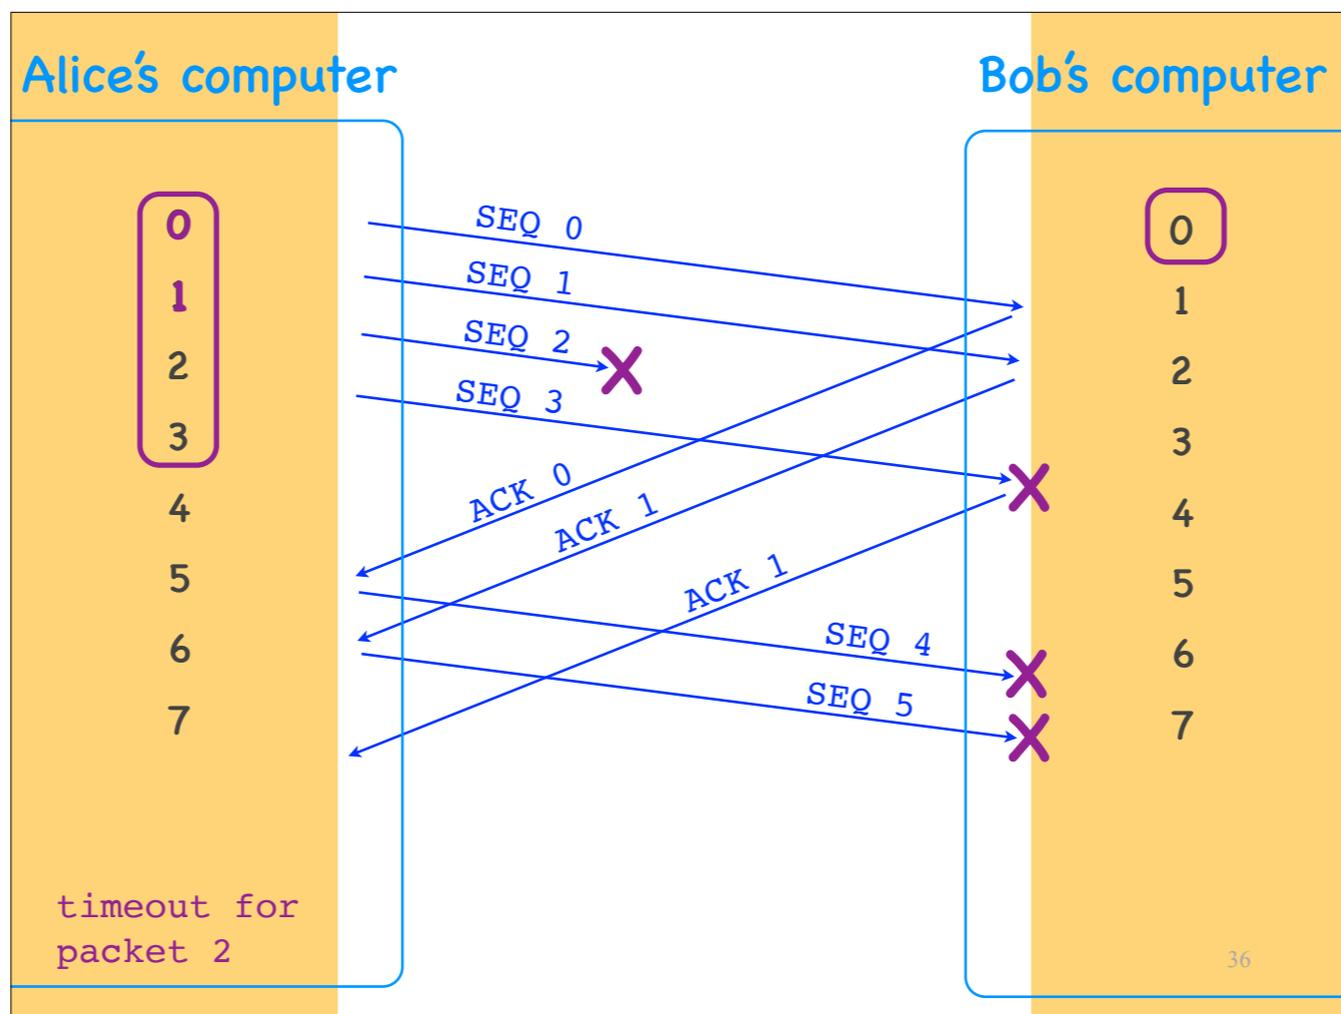 Alice's computer
Bob's computer
0
1
2
3
4
5
6
7
SEQ 0
SEQ 1
SEQ 2
SEQ 3
ACK 0
ACK 1
ACK 1
SEQ 4
SEQ 5
0
1
2
3
4
5
6
7
timeout for
packet 2
36